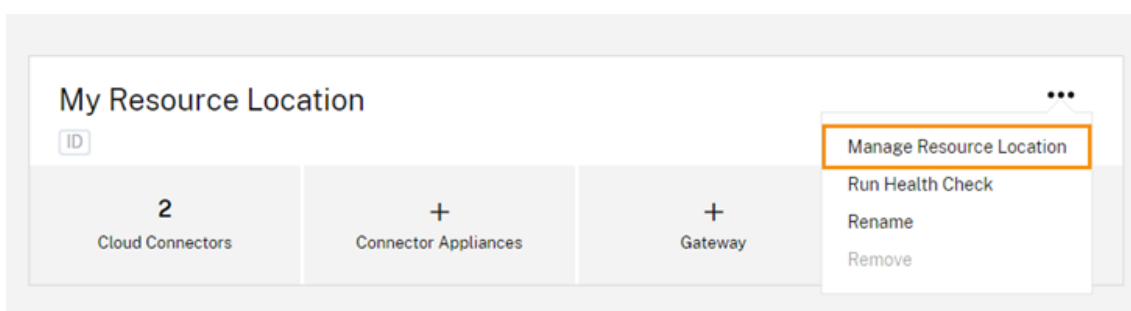 My Resource Location
•••
ID
Manage Resource Location
Run Health Check
Rename
Remove
2
Cloud Connectors
+
Connector Appliances
+
Gateway